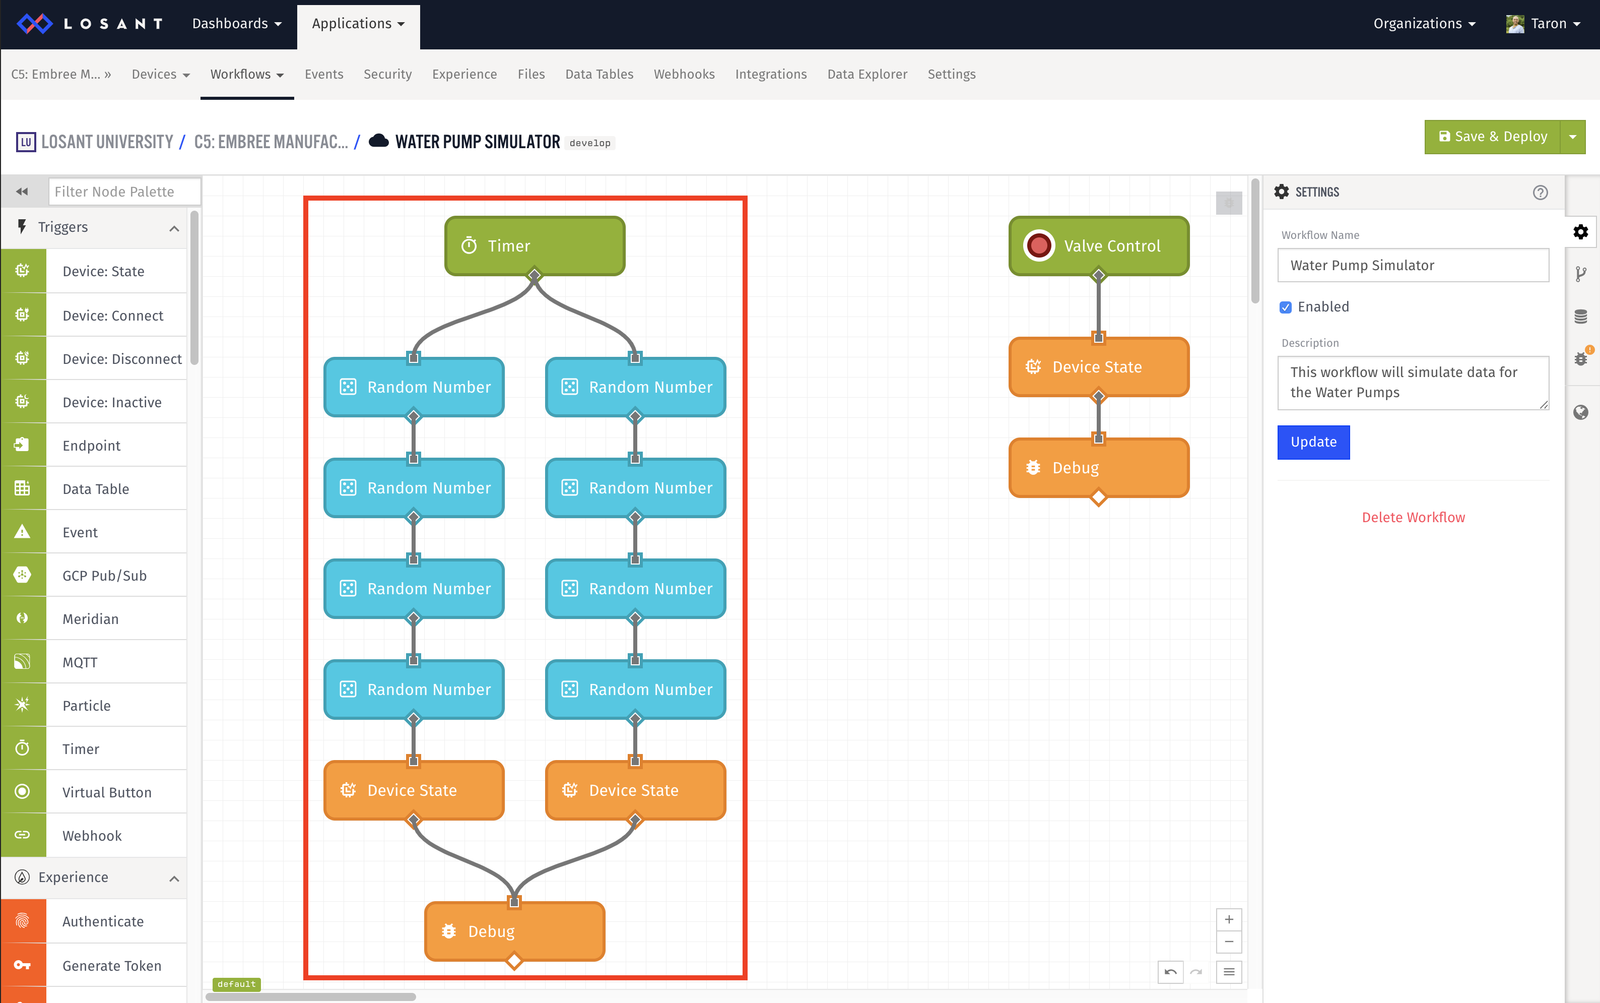 LOSANT Dashboards Applications Organizations Taron
C5: Embree M... » Devices Workflows Events Security Experience Files Data Tables Webhooks Integrations Data Explorer Settings
LU LOSANT UNIVERSITY / C5: EMBREE MANUFAC... / WATER PUMP SIMULATOR develop
Save & Deploy
Filter Node Palette
Triggers
Device: State
Device: Connect
Device: Disconnect
Device: Inactive
Endpoint
Data Table
Event
GCP Pub/Sub
Meridian
MQTT
Particle
Timer
Virtual Button
Webhook
Experience
Authenticate
Generate Token
Timer
Random Number Random Number
Random Number Random Number
Random Number Random Number
Random Number Random Number
Device State Device State
Debug
default
Valve Control
Device State
Debug
SETTINGS
Workflow Name
Water Pump Simulator
Enabled
Description
This workflow will simulate data for
the Water Pumps
Update
Delete Workflow